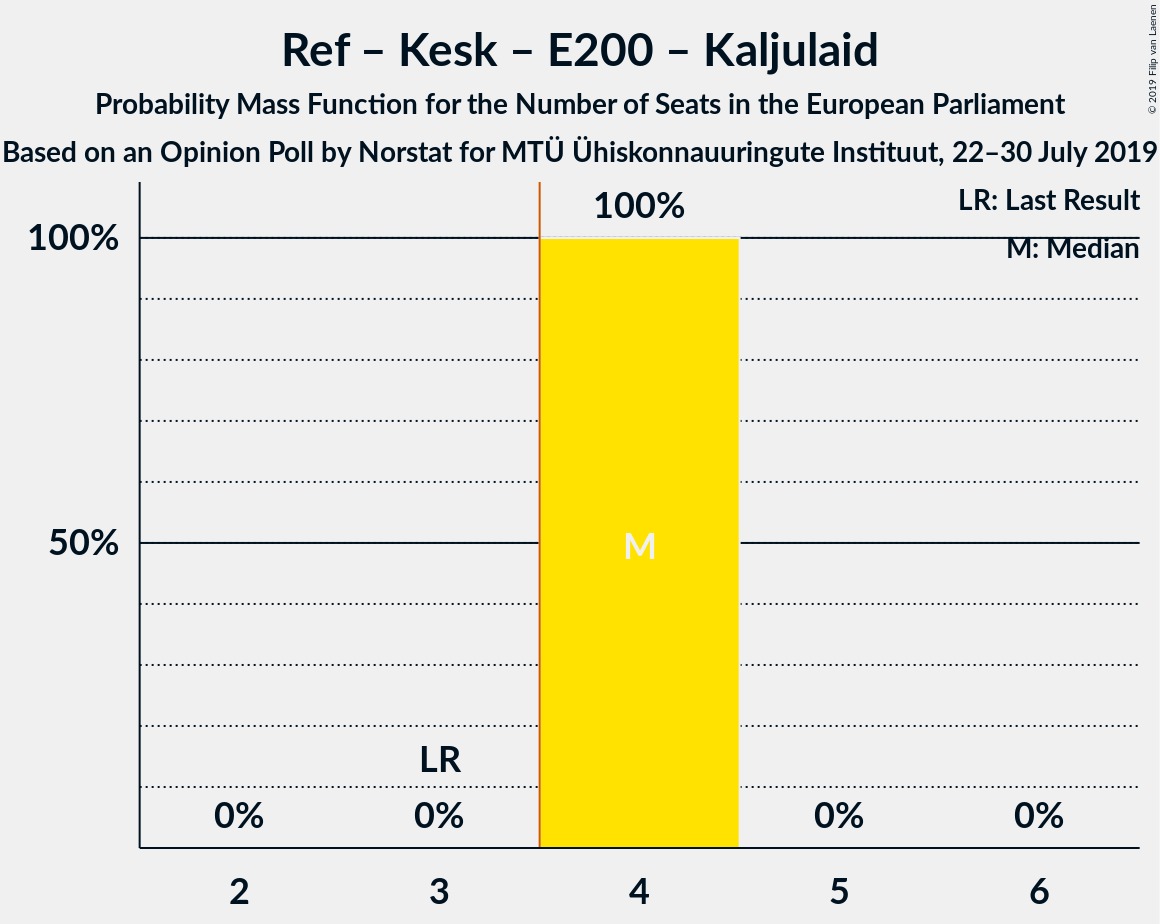 Ref – Kesk – E200 – Kaljulaid
Probability Mass Function for the Number of Seats in the European Parliament
Based on an Opinion Poll by Norstat for MTÜ Ühiskonnauuringute Instituut, 22–30 July 2019
© 2019 Filip van Laenen
LR: Last Result
M: Median
100%
100%
50%
M
LR
0%
0%
0%
0%
2
3
4
5
6